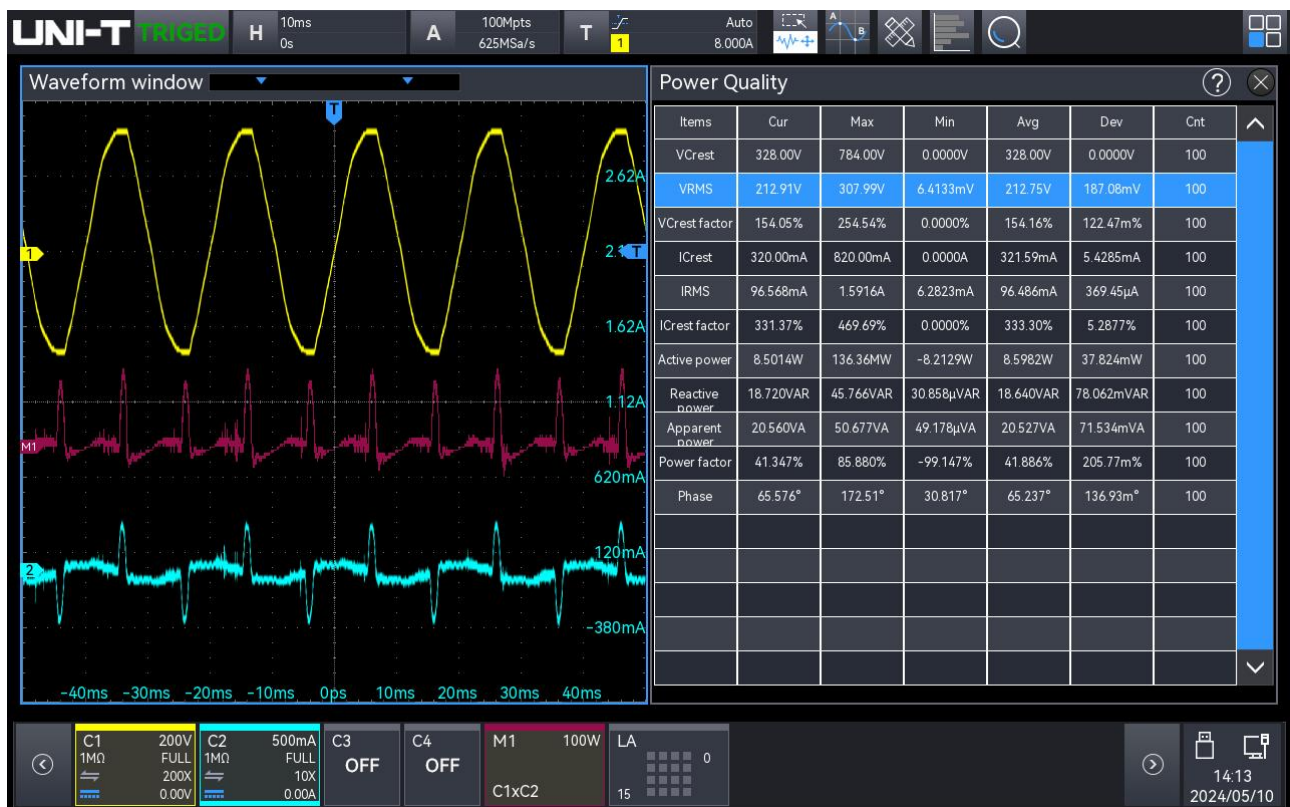 UNI-T TRIGED H 10ms 0s A 100Mpts 625MSa/s T 1 Auto 8.000A A B
Waveform window
T
2.62A
1 T
1.62A
1.12A
M1
620mA
120mA
2
-380mA
-40ms -30ms -20ms -10ms 0ps 10ms 20ms 30ms 40ms
Power Quality ?
Items Cur Max Min Avg Dev Cnt
VCrest 328.00V 784.00V 0.0000V 328.00V 0.0000V 100
VRMS 212.91V 307.99V 6.4133mV 212.75V 187.08mV 100
VCrest factor 154.05% 254.54% 0.0000% 154.16% 122.47m% 100
ICrest 320.00mA 820.00mA 0.0000A 321.59mA 5.4285mA 100
IRMS 96.568mA 1.5916A 6.2823mA 96.486mA 369.45µA 100
ICrest factor 331.37% 469.69% 0.0000% 333.30% 5.2877% 100
Active power 8.5014W 136.36MW -8.2129W 8.5982W 37.824mW 100
Reactive power 18.720VAR 45.766VAR 30.858µVAR 18.640VAR 78.062mVAR 100
Apparent power 20.560VA 50.677VA 49.178µVA 20.527VA 71.534mVA 100
Power factor 41.347% 85.880% -99.147% 41.886% 205.77m% 100
Phase 65.576° 172.51° 30.817° 65.237° 136.93m° 100
C1 200V
1MΩ FULL
200X
0.00V
C2 500mA
1MΩ FULL
10X
0.00A
C3
OFF
C4
OFF
M1 100W
C1xC2
LA
0
15
14:13
2024/05/10